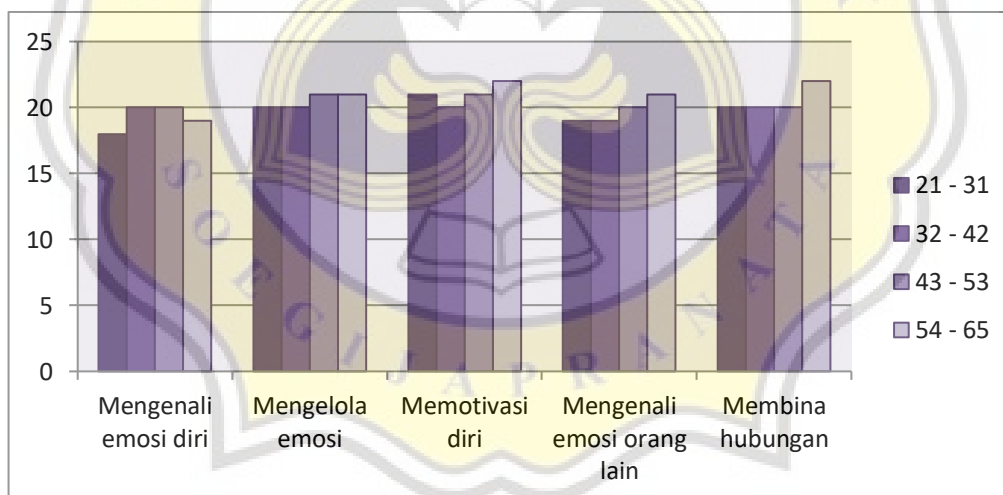 25
20
15
10
5
0
Mengenali
emosi diri
Mengelola
emosi
Memotivasi
diri
Mengenali
emosi orang
lain
Membina
hubungan
21 - 31
32 - 42
43 - 53
54 - 65
SOEGIJAPRANATA